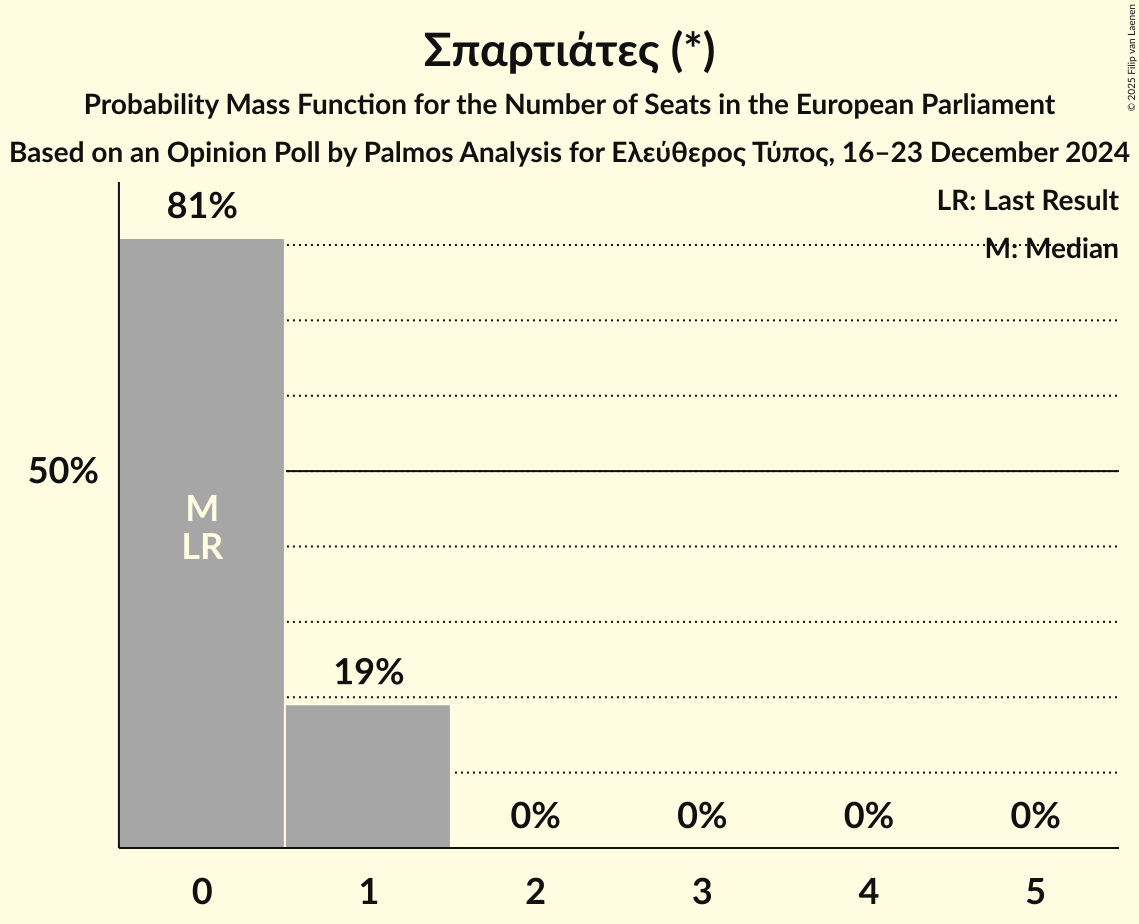 Σπαρτιάτες (*)
Probability Mass Function for the Number of Seats in the European Parliament
Based on an Opinion Poll by Palmos Analysis for Ελεύθερος Τύπος, 16–23 December 2024
© 2025 Filip van Laenen
LR: Last Result
M: Median
81%
50%
M
LR
19%
0% 0% 0% 0%
0 1 2 3 4 5